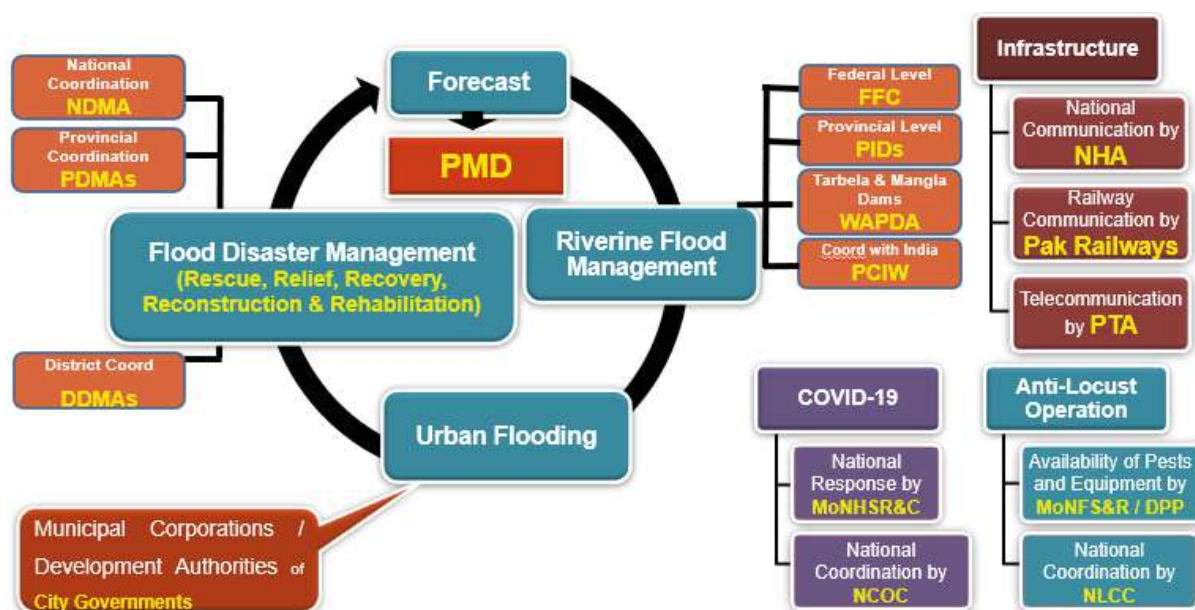 Forecast
PMD
National
Coordination
NDMA
Provincial
Coordination
PDMAs
Flood Disaster Management
(Rescue, Relief, Recovery,
Reconstruction & Rehabilitation)
District Coord
DDMAs
Riverine Flood
Management
Federal Level
FFC
Provincial Level
PIDs
Tarbela & Mangla
Dams
WAPDA
Coord with India
PCIW
Urban Flooding
Municipal Corporations /
Development Authorities of
City Governments
Infrastructure
National
Communication by
NHA
Railway
Communication by
Pak Railways
Telecommunication
by PTA
COVID-19
National
Response by
MoNHSR&C
National
Coordination by
NCOC
Anti-Locust
Operation
Availability of Pests
and Equipment by
MoNFS&R / DPP
National
Coordination by
NLCC